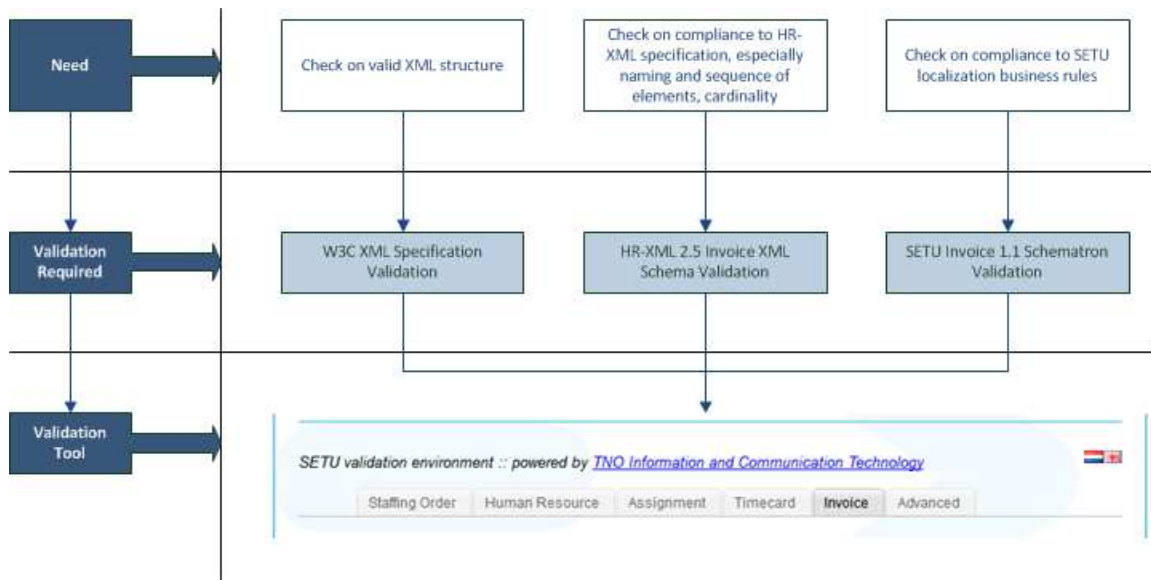 Need
Check on valid XML structure
Check on compliance to HR-
XML specification, especially
naming and sequence of
elements, cardinality
Check on compliance to SETU
localization business rules
Validation
Required
W3C XML Specification
Validation
HR-XML 2.5 Invoice XML
Schema Validation
SETU Invoice 1.1 Schematron
Validation
Validation
Tool
SETU validation environment :: powered by TNO Information and Communication Technology
Staffing Order Human Resource Assignment Timecard Invoice Advanced